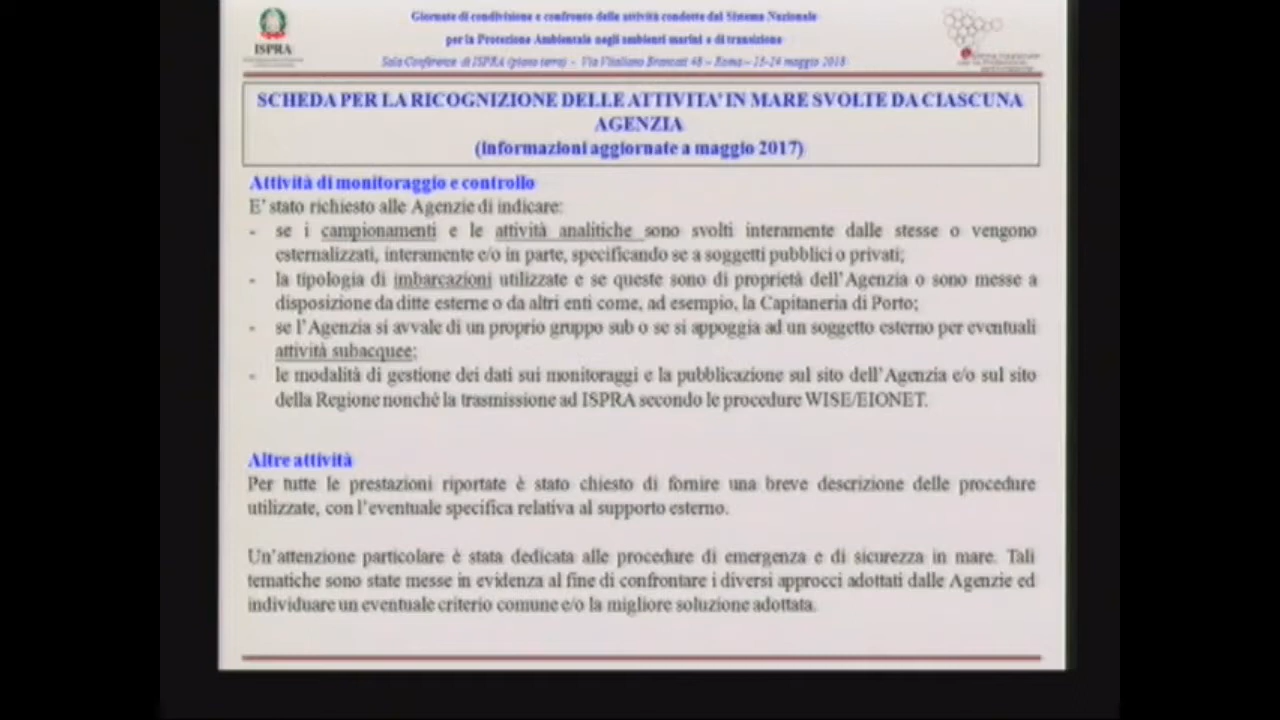 Giornate di condivisione e confronto delle attività condotte dal Sistema Nazionale
per la Protezione Ambientale negli ambienti marini e di transizione
Sala Conferenze di ISPRA (piano terra) - Via Vitaliano Brancati 48 – Roma – 23-24 maggio 2018
ISPRA
SCHEDA PER LA RICOGNIZIONE DELLE ATTIVITA' IN MARE SVOLTE DA CIASCUNA
AGENZIA
(informazioni aggiornate a maggio 2017)
Attività di monitoraggio e controllo
E' stato richiesto alle Agenzie di indicare:
- se i campionamenti e le attività analitiche sono svolti interamente dalle stesse o vengono
esternalizzati, interamente e/o in parte, specificando se a soggetti pubblici o privati;
- la tipologia di imbarcazioni utilizzate e se queste sono di proprietà dell'Agenzia o sono messe a
disposizione da ditte esterne o da altri enti come, ad esempio, la Capitaneria di Porto;
- se l'Agenzia si avvale di un proprio gruppo sub o se si appoggia ad un soggetto esterno per eventuali
attività subacquee;
- le modalità di gestione dei dati sui monitoraggi e la pubblicazione sul sito dell'Agenzia e/o sul sito
della Regione nonchè la trasmissione ad ISPRA secondo le procedure WISE/EIONET.
Altre attività
Per tutte le prestazioni riportate è stato chiesto di fornire una breve descrizione delle procedure
utilizzate, con l'eventuale specifica relativa al supporto esterno.
Un'attenzione particolare è stata dedicata alle procedure di emergenza e di sicurezza in mare. Tali
tematiche sono state messe in evidenza al fine di confrontare i diversi approcci adottati dalle Agenzie ed
individuare un eventuale criterio comune e/o la migliore soluzione adottata.